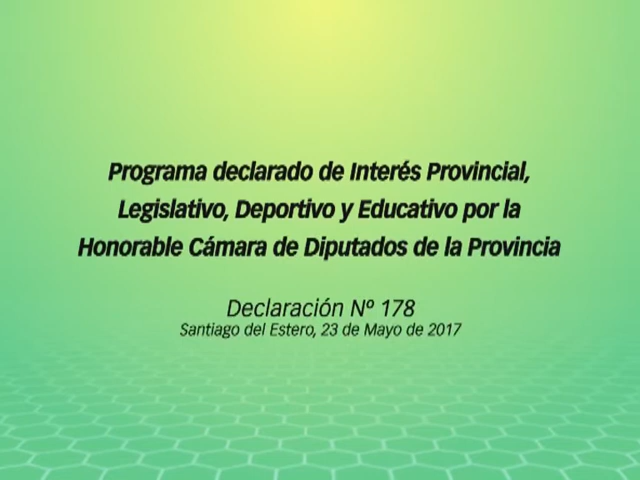 Programa declarado de Interés Provincial,
Legislativo, Deportivo y Educativo por la
Honorable Cámara de Diputados de la Provincia
Declaración Nº 178
Santiago del Estero, 23 de Mayo de 2017